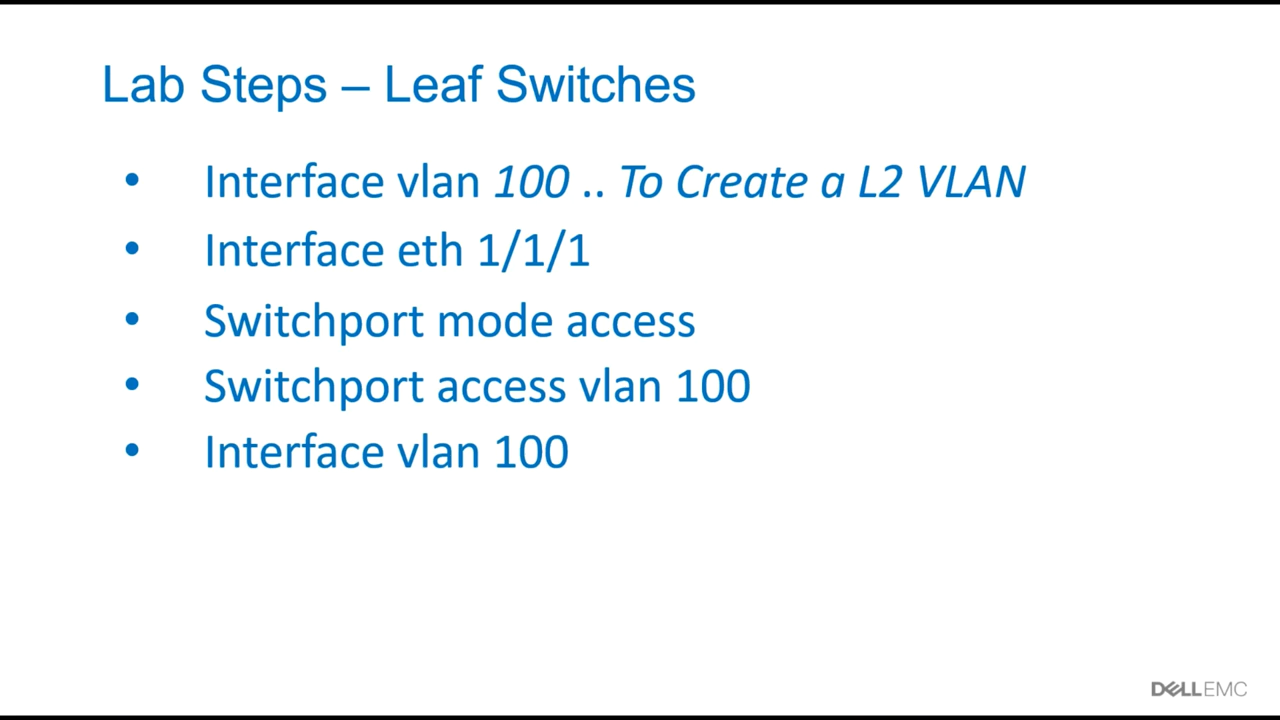 Lab Steps – Leaf Switches
• Interface vlan 100 .. To Create a L2 VLAN
• Interface eth 1/1/1
• Switchport mode access
• Switchport access vlan 100
• Interface vlan 100
DELLEMC